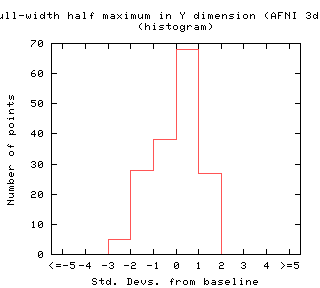 ull-width half maximum in Y dimension (AFNI 3d
(histogram)
70
60
50
40
30
20
10
0
Number of points
<=-5 -4 -3 -2 -1 0 1 2 3 4 >=5
Std. Devs. from baseline